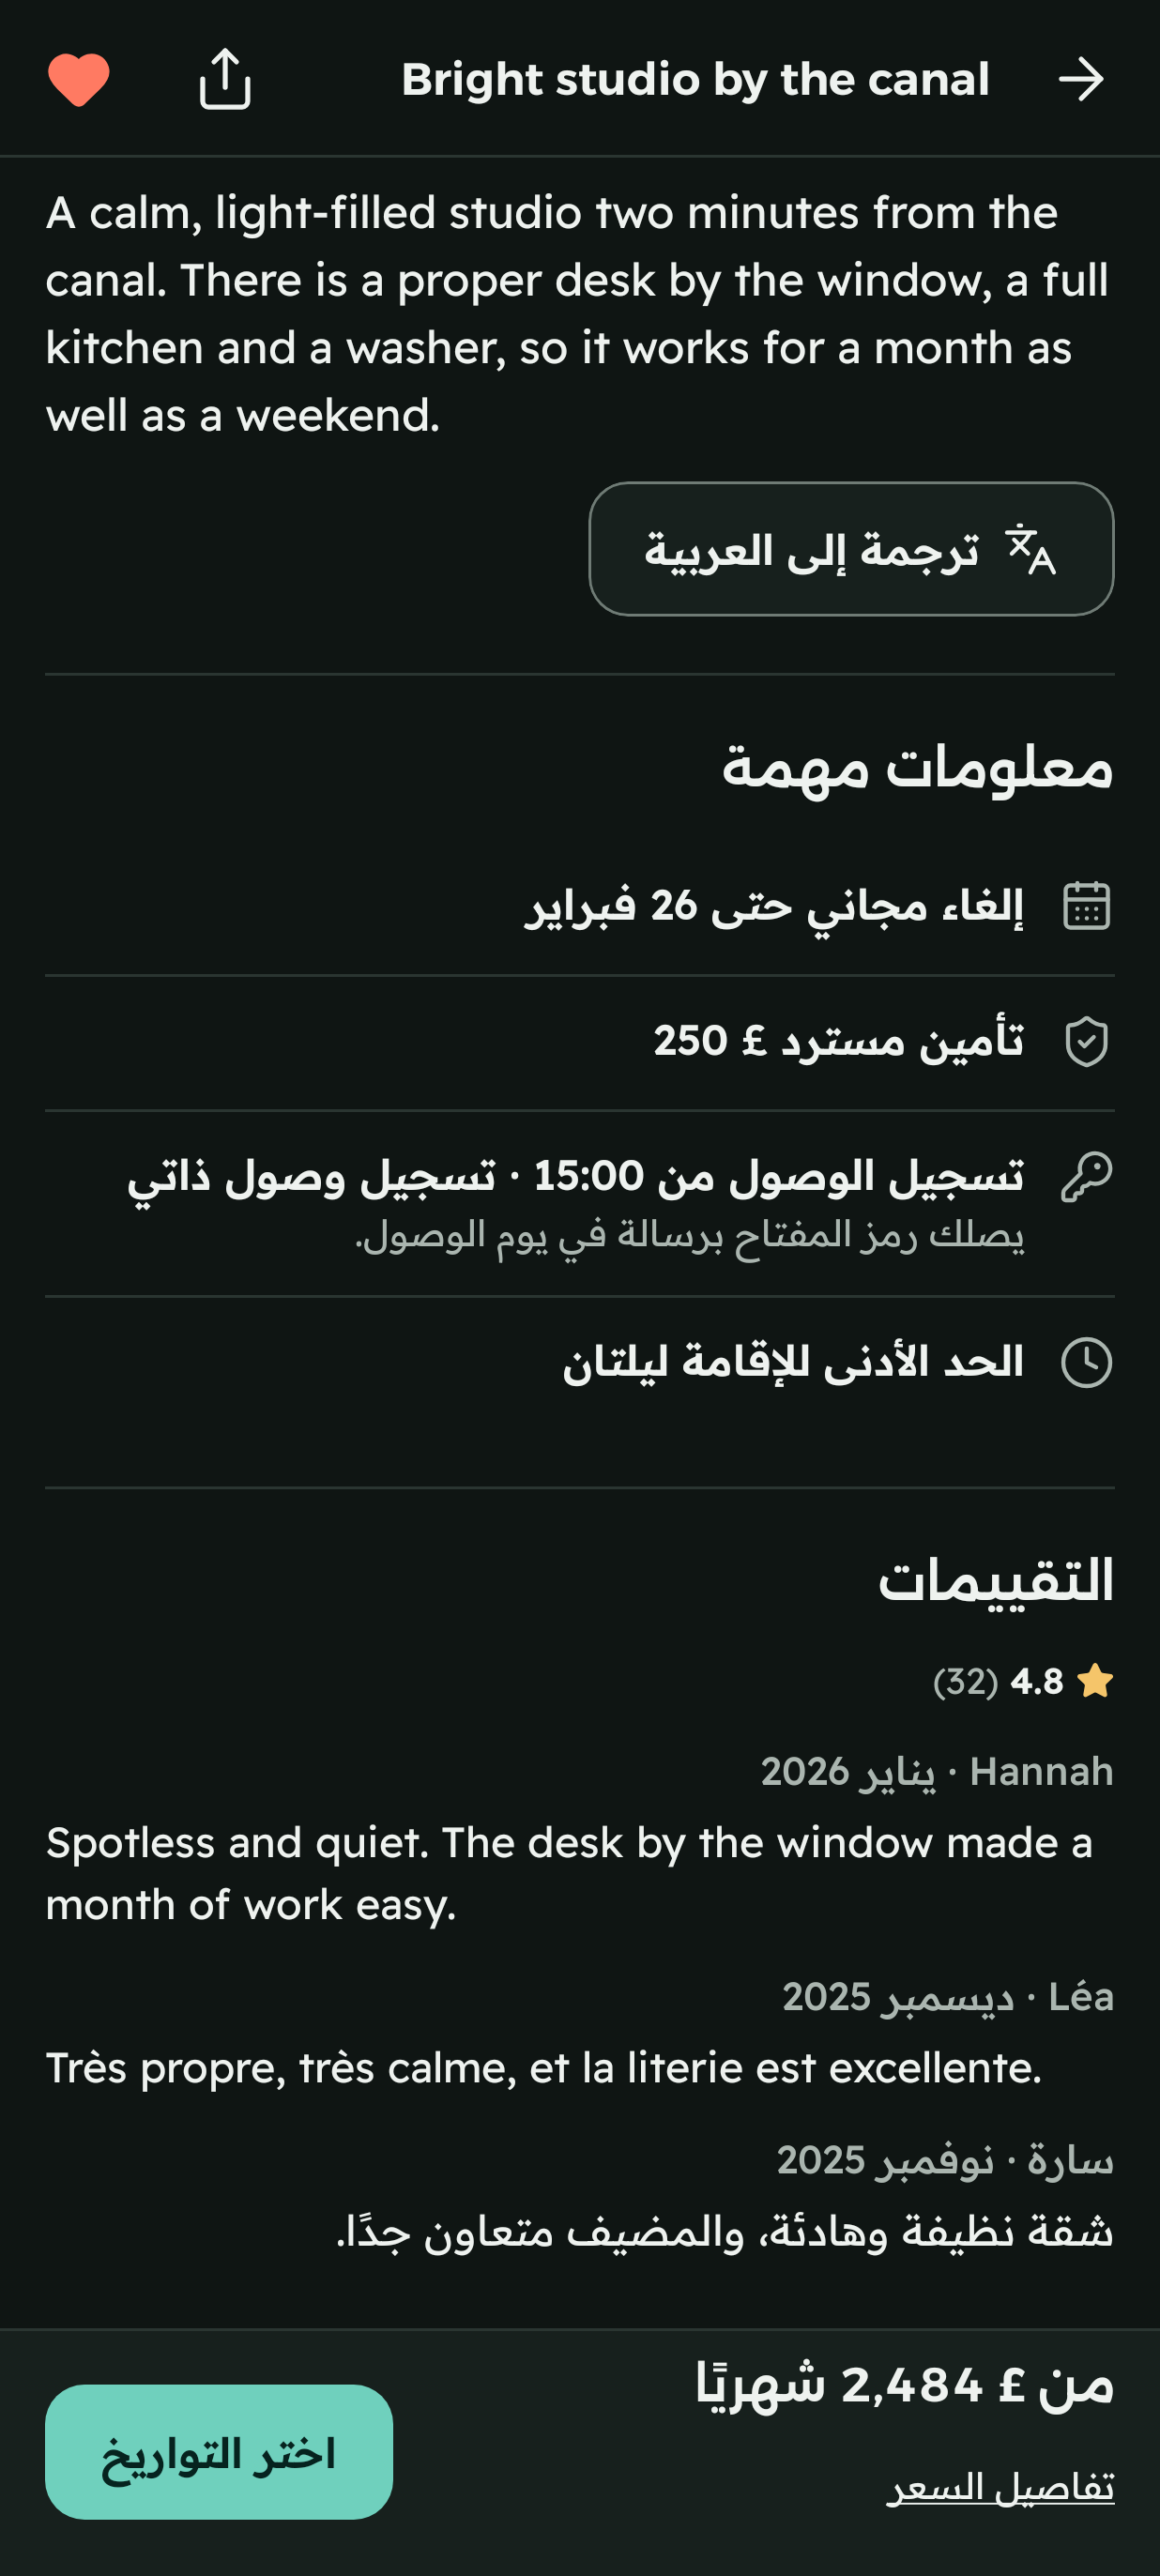 Bright studio by the canal
A calm, light-filled studio two minutes from the
canal. There is a proper desk by the window, a full
kitchen and a washer, so it works for a month as
well as a weekend.
ترجمة إلى العربية
معلومات مهمة
إلغاء مجاني حتى 26 فبراير
تأمين مسترد £ 250
تسجيل الوصول من 15:00 · تسجيل وصول ذاتي
يصلك رمز المفتاح برسالة في يوم الوصول.
الحد الأدنى للإقامة ليلتان
التقييمات
4.8 (32)
Hannah · يناير 2026
Spotless and quiet. The desk by the window made a
month of work easy.
Léa · ديسمبر 2025
Très propre, très calme, et la literie est excellente.
سارة · نوفمبر 2025
شقة نظيفة وهادئة، والمضيف متعاون جدًا.
من £ 2,484 شهريًا
تفاصيل السعر
اختر التواريخ